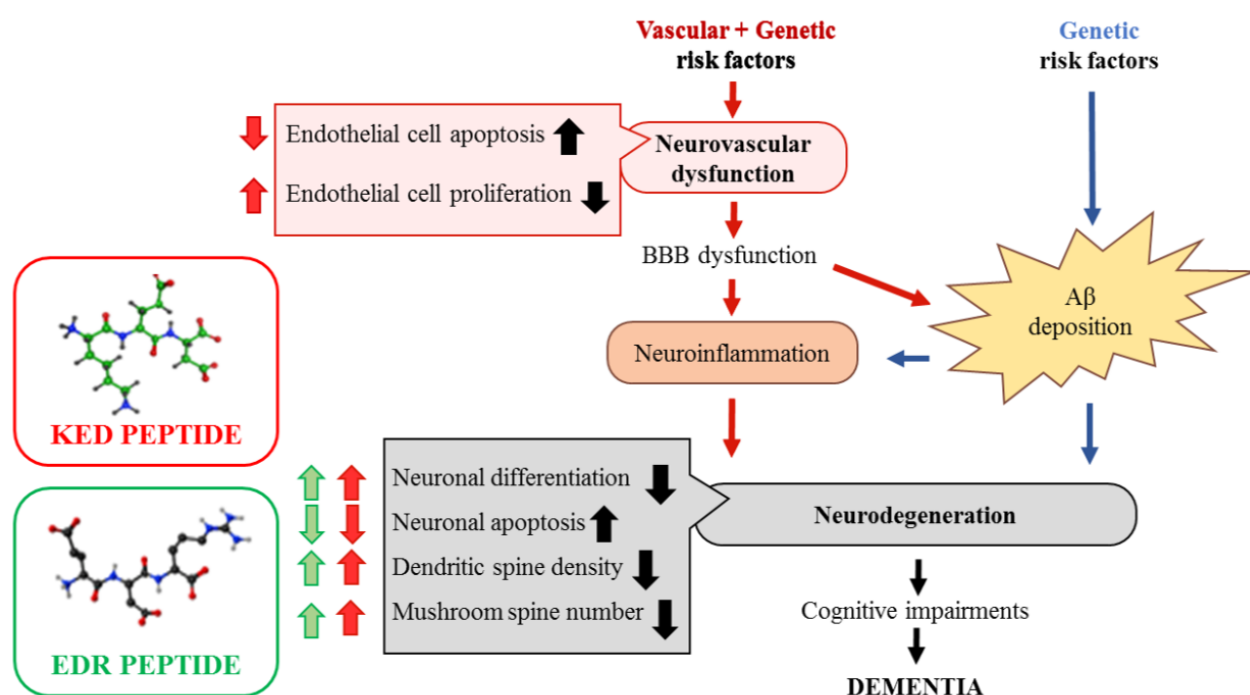 Vascular + Genetic
risk factors
Genetic
risk factors
Endothelial cell apoptosis
Endothelial cell proliferation
Neurovascular
dysfunction
BBB dysfunction
Aβ
deposition
Neuroinflammation
KED PEPTIDE
Neuronal differentiation
Neuronal apoptosis
Dendritic spine density
Mushroom spine number
Neurodegeneration
EDR PEPTIDE
Cognitive impairments
DEMENTIA